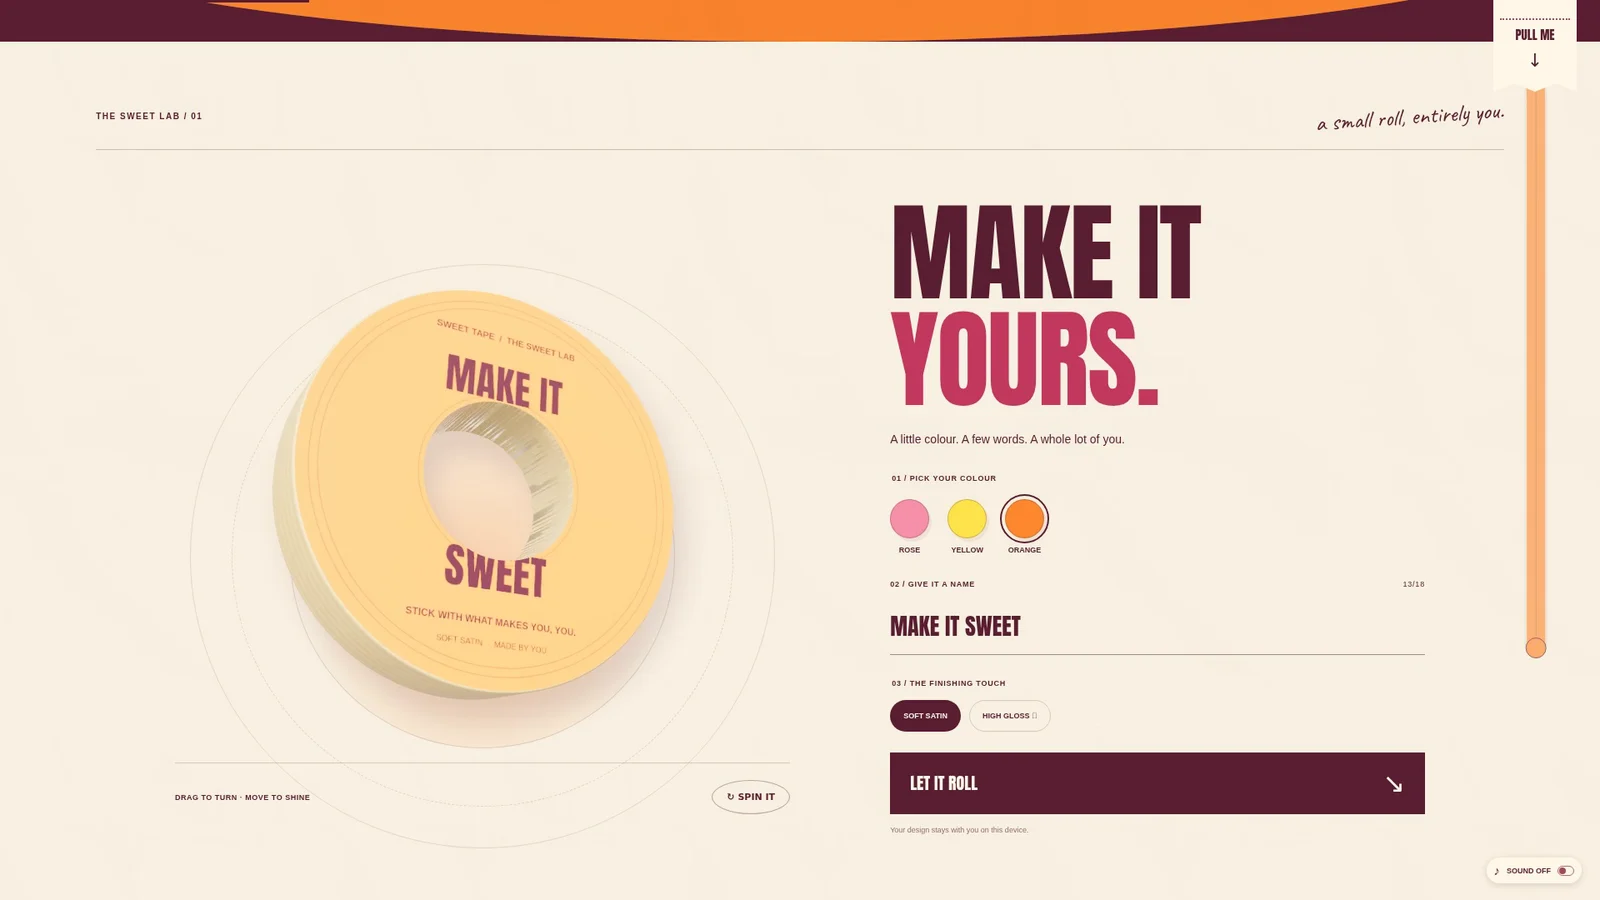 PULL ME
↓
THE SWEET LAB / 01
a small roll, entirely you.
SWEET TAPE / THE SWEET LAB
MAKE IT
SWEET
STICK WITH WHAT MAKES YOU, YOU.
SOFT SATIN MADE BY YOU
DRAG TO TURN · MOVE TO SHINE
↻ SPIN IT
MAKE IT
YOURS.
A little colour. A few words. A whole lot of you.
01 / PICK YOUR COLOUR
ROSE YELLOW ORANGE
02 / GIVE IT A NAME 13/18
MAKE IT SWEET
03 / THE FINISHING TOUCH
SOFT SATIN HIGH GLOSS
LET IT ROLL ↘
Your design stays with you on this device.
♪ SOUND OFF